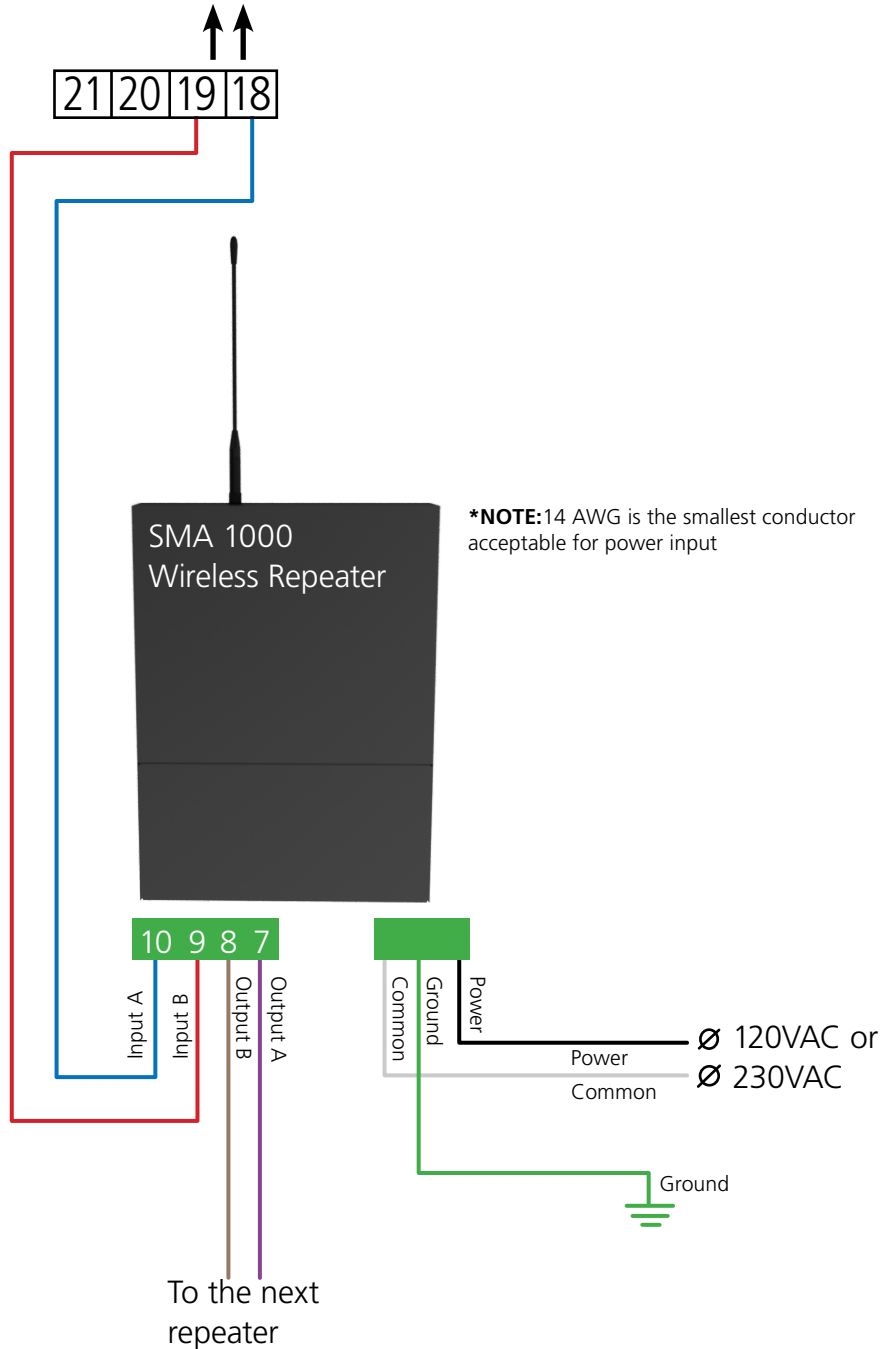 21 20 19 18
SMA 1000
Wireless Repeater
*NOTE:14 AWG is the smallest conductor
acceptable for power input
10 9 8 7
Input A
Input B
Output B
Output A
Common
Ground
Power
Power
Common
120VAC or
230VAC
Ground
To the next
repeater